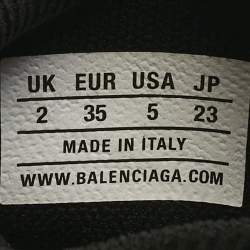 UK EUR USA JP
2 35 5 23
MADE IN ITALY
WWW.BALENCIAGA.COM